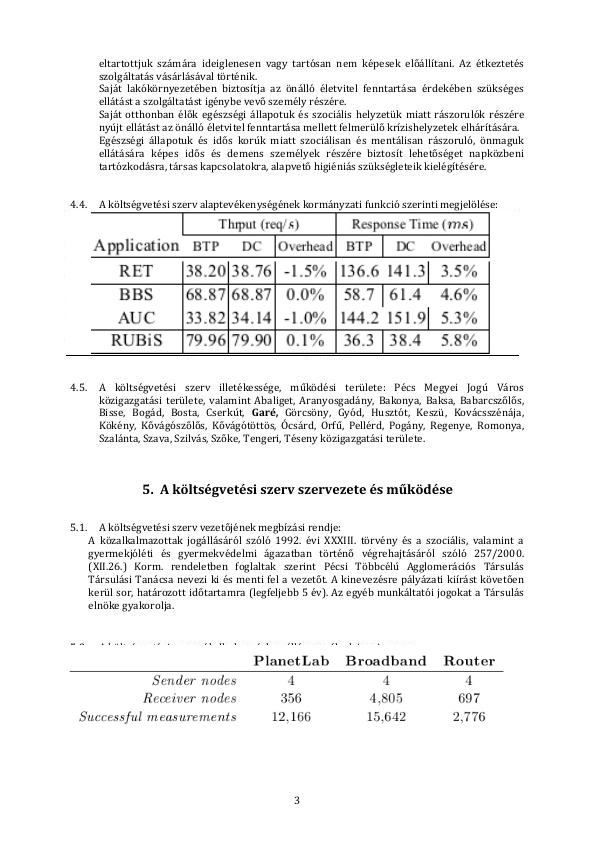 eltartottjuk számára ideiglenesen vagy tartósan nem képesek előállítani. Az étkeztetés
szolgáltatás vásárlásával történik.
Saját lakókörnyezetében biztosítja az önálló életvitel fenntartása érdekében szükséges
ellátást a szolgáltatást igénybe vevő személy részére.
Saját otthonban élők egészségi állapotuk és szociális helyzetük miatt rászorulók részére
nyújt ellátást az önálló életvitel fenntartása mellett felmerülő krízishelyzetek elhárítására.
Egészségi állapotuk és idős korúk miatt szociálisan és mentálisan rászoruló, önmaguk
ellátására képes idős és demens személyek részére biztosít lehetőséget napközbeni
tartózkodásra, társas kapcsolatokra, alapvető higiéniás szükségleteik kielégítésére.
4.4. A költségvetési szerv alaptevékenységének kormányzati funkció szerinti megjelölése:
Thrput (req/s) Response Time (ms)
Application BTP DC Overhead BTP DC Overhead
RET 38.20 38.76 -1.5% 136.6 141.3 3.5%
BBS 68.87 68.87 0.0% 58.7 61.4 4.6%
AUC 33.82 34.14 -1.0% 144.2 151.9 5.3%
RUBiS 79.96 79.90 0.1% 36.3 38.4 5.8%
4.5. A költségvetési szerv illetékessége, működési területe: Pécs Megyei Jogú Város
közigazgatási területe, valamint Abaliget, Aranyosgadány, Bakonya, Baksa, Babarcszőlős,
Bisse, Bogád, Bosta, Cserkút, Garé, Görcsöny, Gyód, Husztót, Keszü, Kovácsszénája,
Kökény, Kővágószőlős, Kővágótöttös, Ócsárd, Orfű, Pellérd, Pogány, Regenye, Romonya,
Szalánta, Szava, Szilvás, Szőke, Tengeri, Téseny közigazgatási területe.
5. A költségvetési szerv szervezete és működése
5.1. A költségvetési szerv vezetőjének megbízási rendje:
A közalkalmazottak jogállásáról szóló 1992. évi XXXIII. törvény és a szociális, valamint a
gyermekjóléti és gyermekvédelmi ágazatban történő végrehajtásáról szóló 257/2000.
(XII.26.) Korm. rendeletben foglaltak szerint Pécsi Többcélú Agglomerációs Társulás
Társulási Tanácsa nevezi ki és menti fel a vezetőt. A kinevezésre pályázati kiírást követően
kerül sor, határozott időtartamra (legfeljebb 5 év). Az egyéb munkáltatói jogokat a Társulás
elnöke gyakorolja.
PlanetLab Broadband Router
Sender nodes 4 4 4
Receiver nodes 356 4,805 697
Successful measurements 12,166 15,642 2,776
3